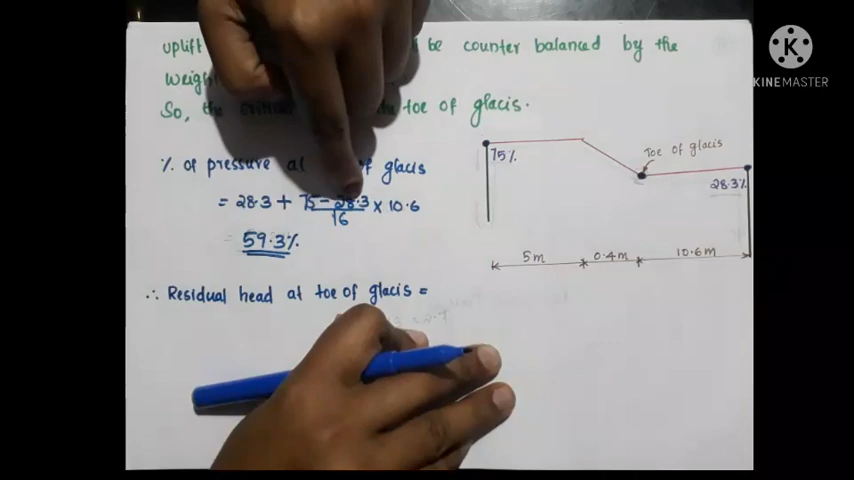 uplift be counter balanced by the
weigh
So, the toe of glacis.
% of pressure at of glacis
= 28.3 + 75 - 28.3 / 16 × 10.6
= 59.3%
∴ Residual head at toe of glacis =
75%
Toe of glacis
28.3%
5m
0.4m
10.6m
K
KINEMASTER